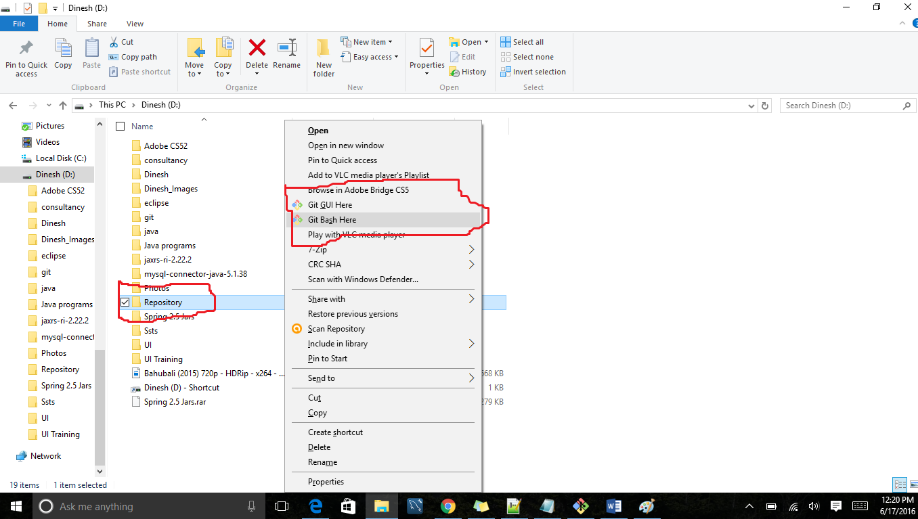 Dinesh (D:)
File Home Share View
Pin to Quick access
Copy
Paste
Cut
Copy path
Paste shortcut
Clipboard
Move to
Copy to
Delete
Rename
Organize
New folder
New item
Easy access
New
Properties
Open
Edit
History
Open
Select all
Select none
Invert selection
Select
This PC > Dinesh (D:)
Search Dinesh (D:)
Pictures
Videos
Local Disk (C:)
Dinesh (D:)
Adobe CS52
consultancy
Dinesh
Dinesh_Images
eclipse
git
java
Java programs
jaxrs-ri-2.22.2
mysql-connect
Photos
Repository
Spring 2.5 Jars
Ssts
UI
UI Training
Network
Name
Adobe CS52
consultancy
Dinesh
Dinesh_Images
eclipse
git
java
Java programs
jaxrs-ri-2.22.2
mysql-connector-java-5.1.38
Photos
Repository
Spring 2.5 Jars
Ssts
UI
UI Training
Bahubali (2015) 720p - HDRip - x264 - ...
Dinesh (D) - Shortcut
1 KB
Spring 2.5 Jars.rar
Open
Open in new window
Pin to Quick access
Add to VLC media player's Playlist
Browse in Adobe Bridge CS5
Git GUI Here
Git Bash Here
Play with VLC media player
7-Zip
CRC SHA
Scan with Windows Defender...
Share with
Restore previous versions
Scan Repository
Include in library
Pin to Start
Send to
Cut
Copy
Create shortcut
Delete
Rename
Properties
19 items 1 item selected
Ask me anything
12:20 PM
6/17/2016